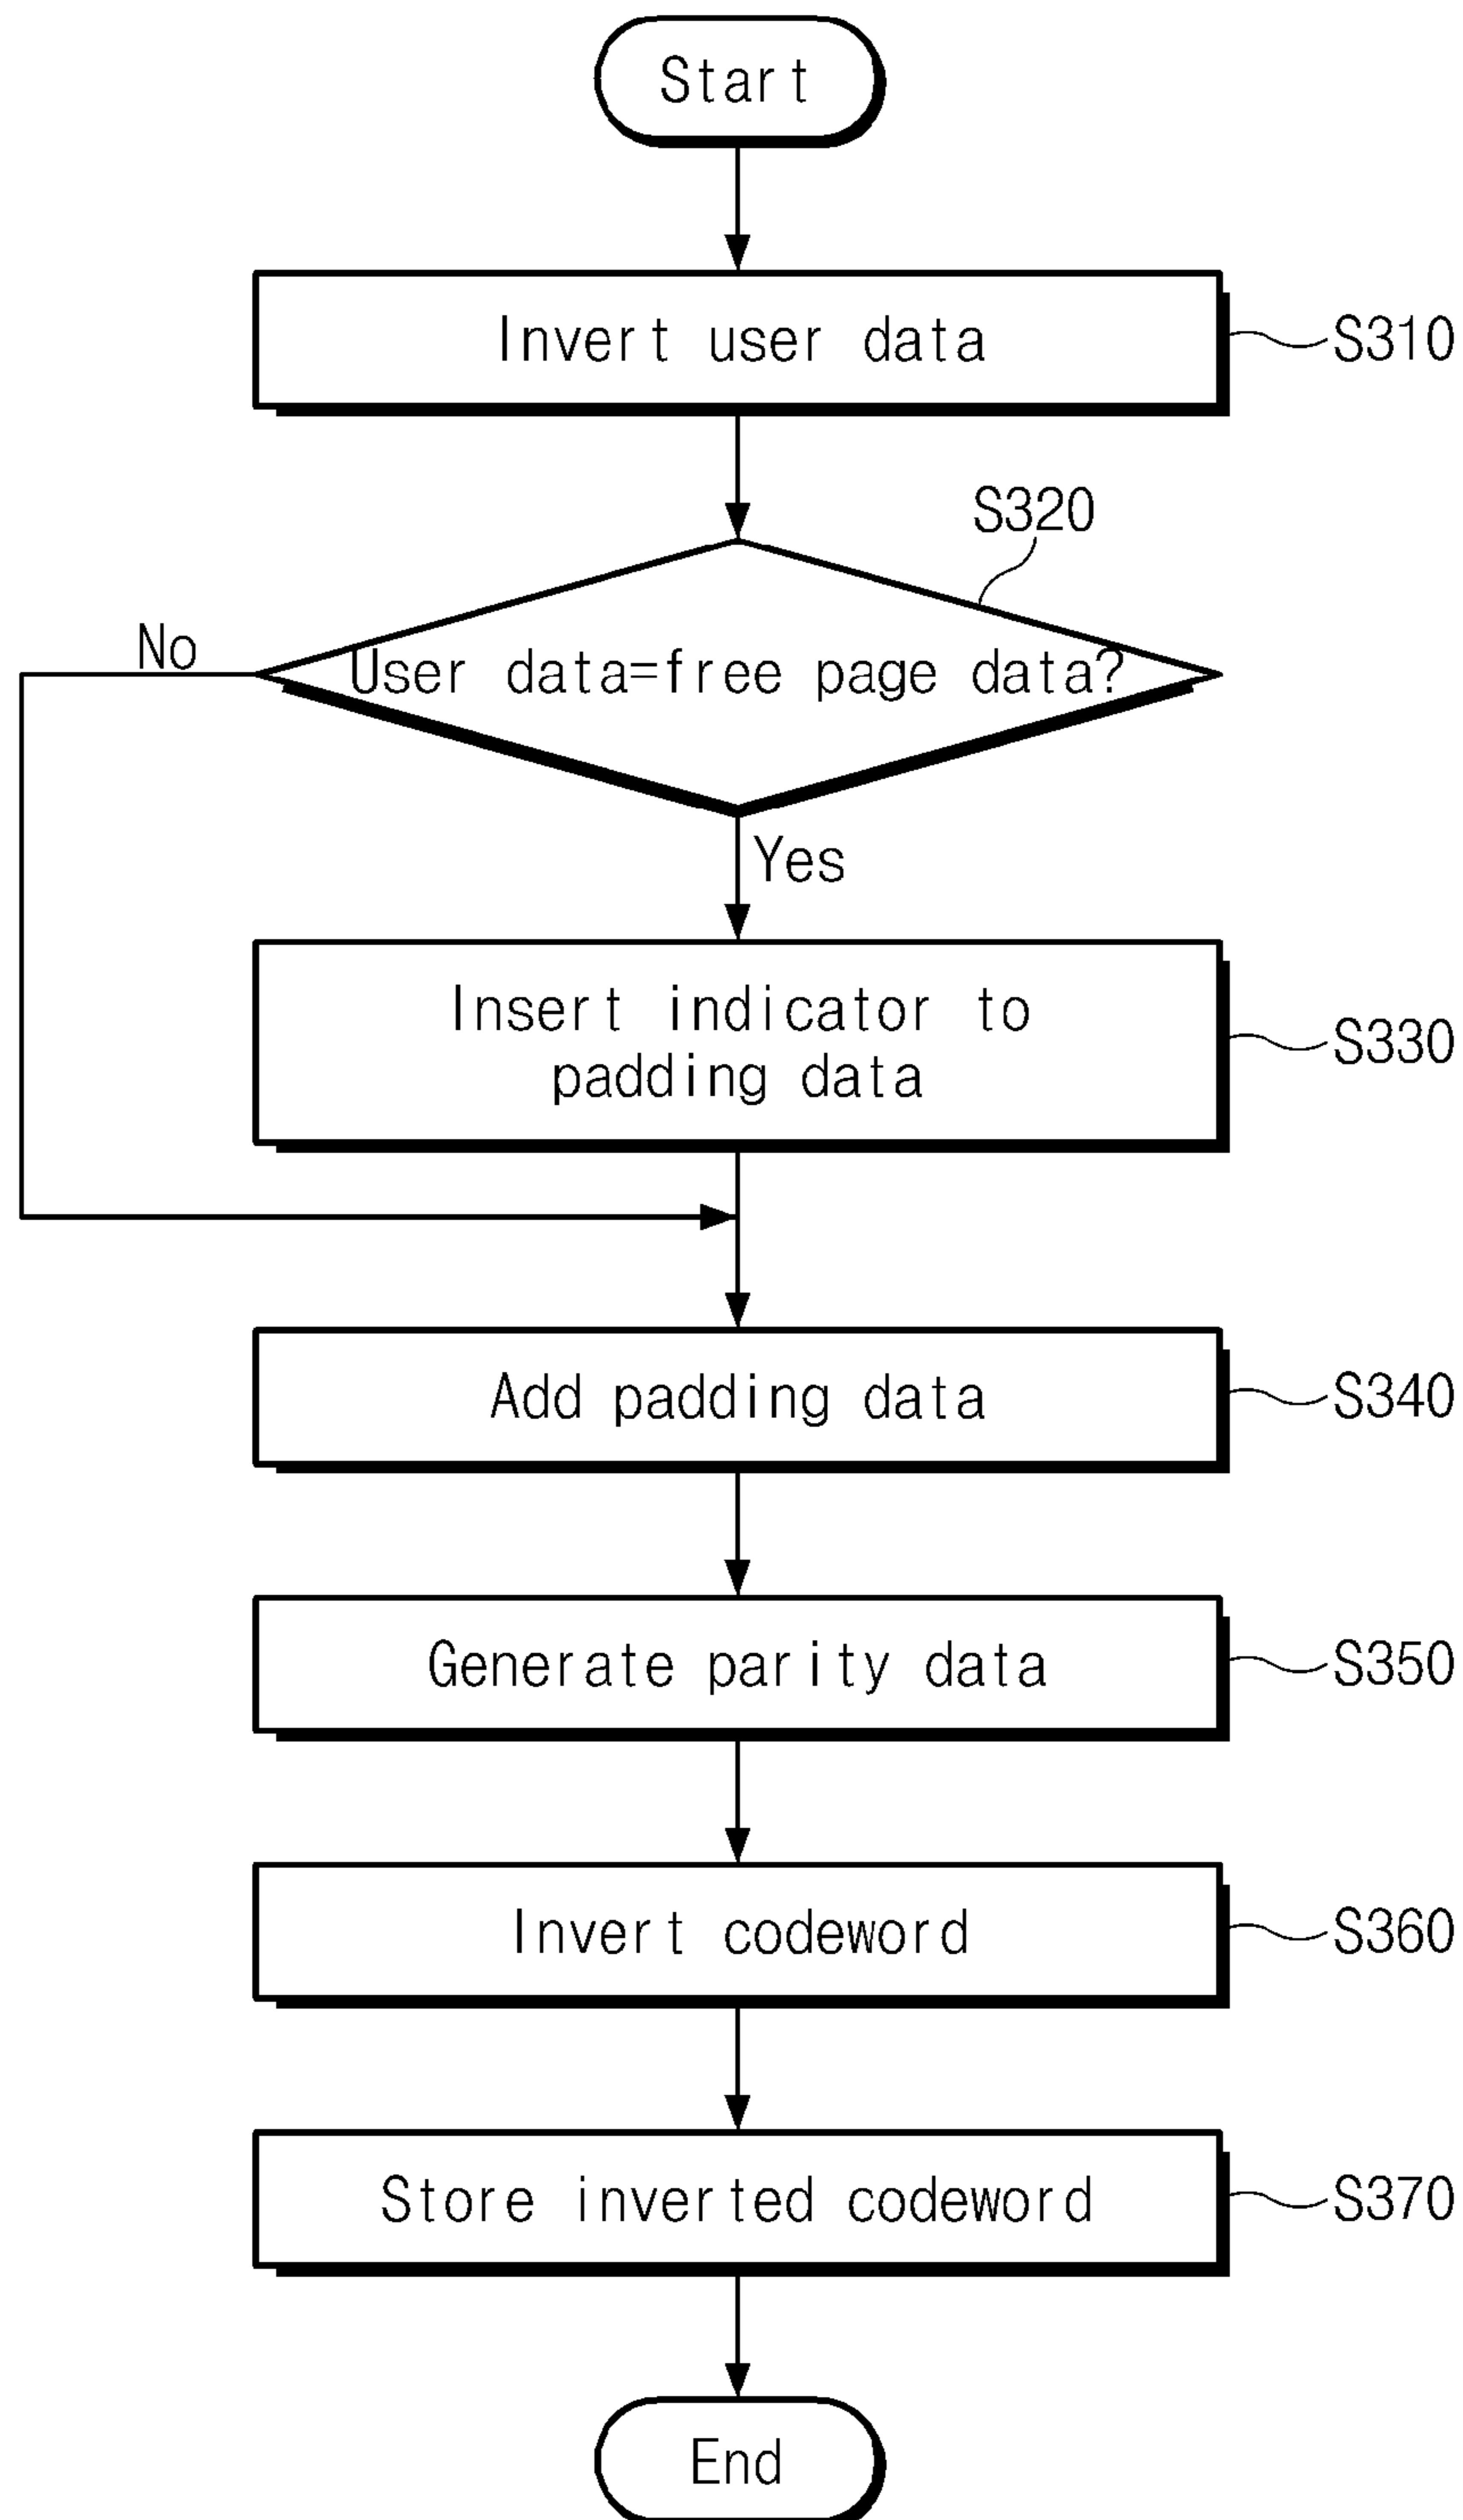 Start
Invert user data
S310
S320
No
User data=free page data?
Yes
Insert indicator to
padding data
S330
Add padding data
S340
Generate parity data
S350
Invert codeword
S360
Store inverted codeword
S370
End